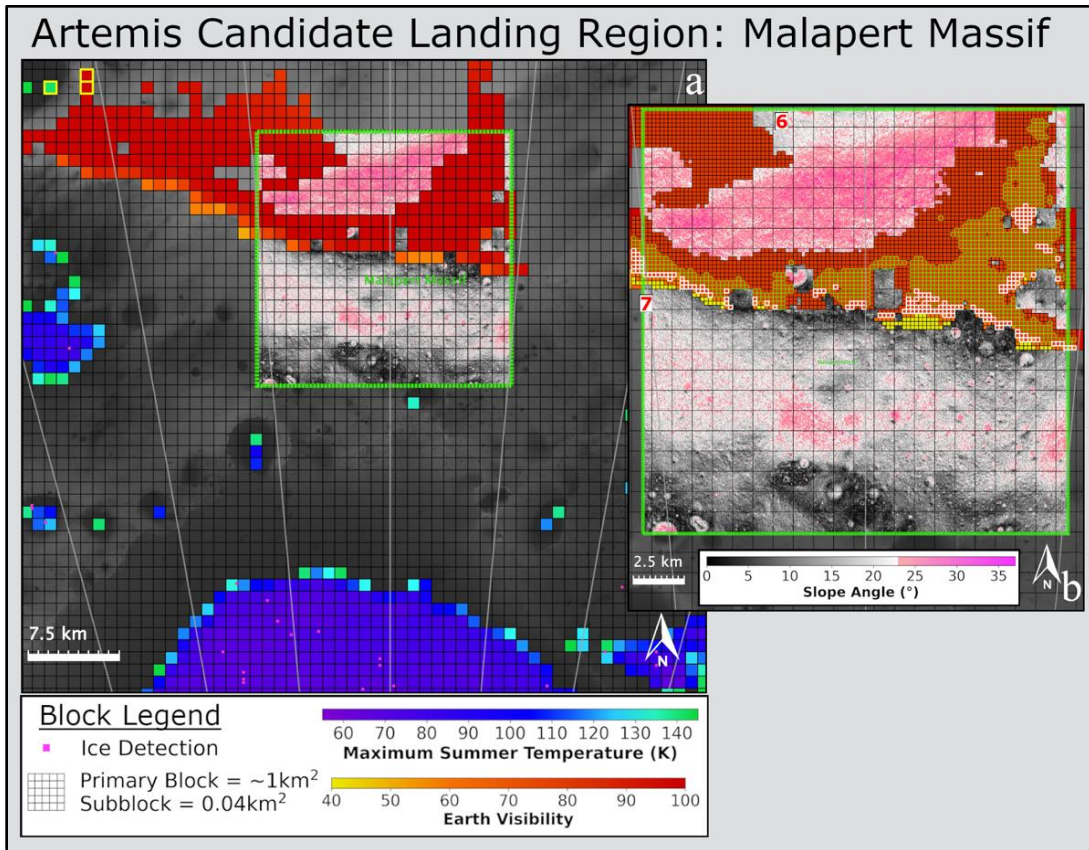 Artemis Candidate Landing Region: Malapert Massif
a
Malapert Massif
7.5 km
N
6
7
2.5 km
0 5 10 15 20 25 30 35
Slope Angle (°)
N
b
Block Legend
Ice Detection
Primary Block = ~1km²
Subblock = 0.04km²
60 70 80 90 100 110 120 130 140
Maximum Summer Temperature (K)
40 50 60 70 80 90 100
Earth Visibility